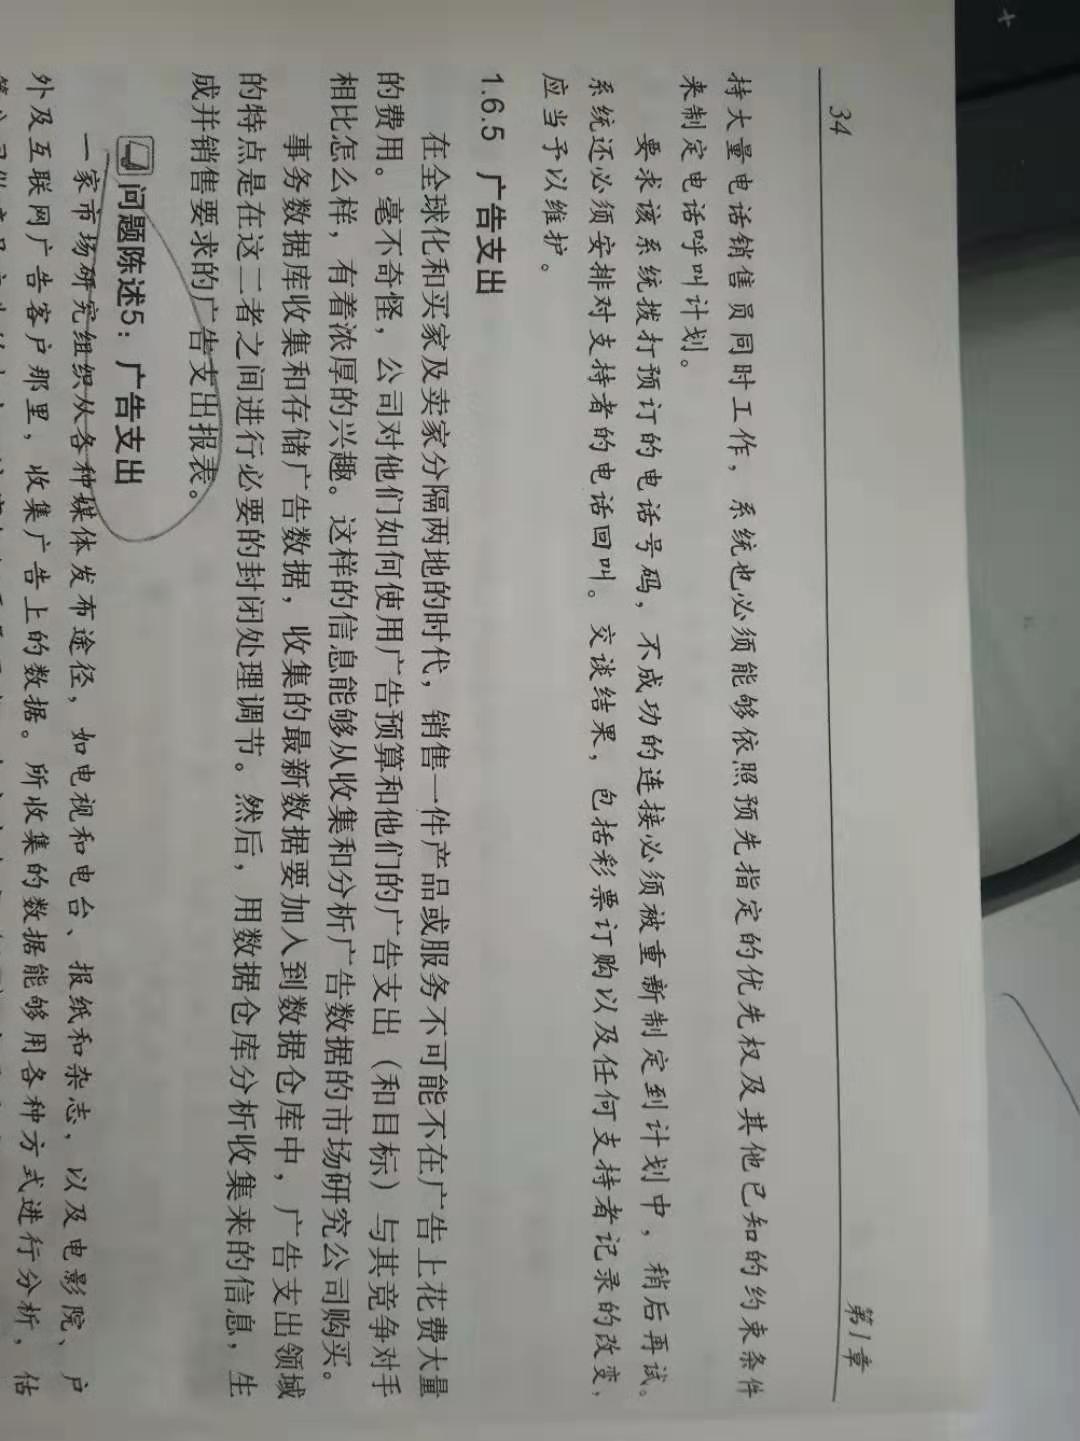 34
第1章
持大量电话销售员同时工作，系统也必须能够依照预先指定的优先权及其他已知的约束条件
来制定电话呼叫计划。
要求该系统拨打预订的电话号码，不成功的连接必须被重新制定到计划中，稍后再试。
系统还必须安排对支持者的电话回叫。交谈结果，包括彩票订购以及任何支持者记录的改变，
应当予以维护。
1.6.5 广告支出
在全球化和买家及卖家分隔两地的时代，销售一件产品或服务不可能不在广告上花费大量
的费用。毫不奇怪，公司对他们如何使用广告预算和他们的广告支出（和目标）与其竞争对手
相比怎么样，有着浓厚的兴趣。这样的信息能够从收集和分析广告数据的市场研究公司购买。
事务数据库收集和存储广告数据，收集的最新数据要加入到数据仓库中，广告支出领域
的特点是在这二者之间进行必要的封闭处理调节。然后，用数据仓库分析收集来的信息，生
成并销售要求的广告支出报表。
问题陈述5：广告支出
一家市场研究组织从各种媒体发布途径，如电视和电台、报纸和杂志，以及电影院、户
外及互联网广告客户那里，收集广告上的数据。所收集的数据能够用各种方式进行分析，估